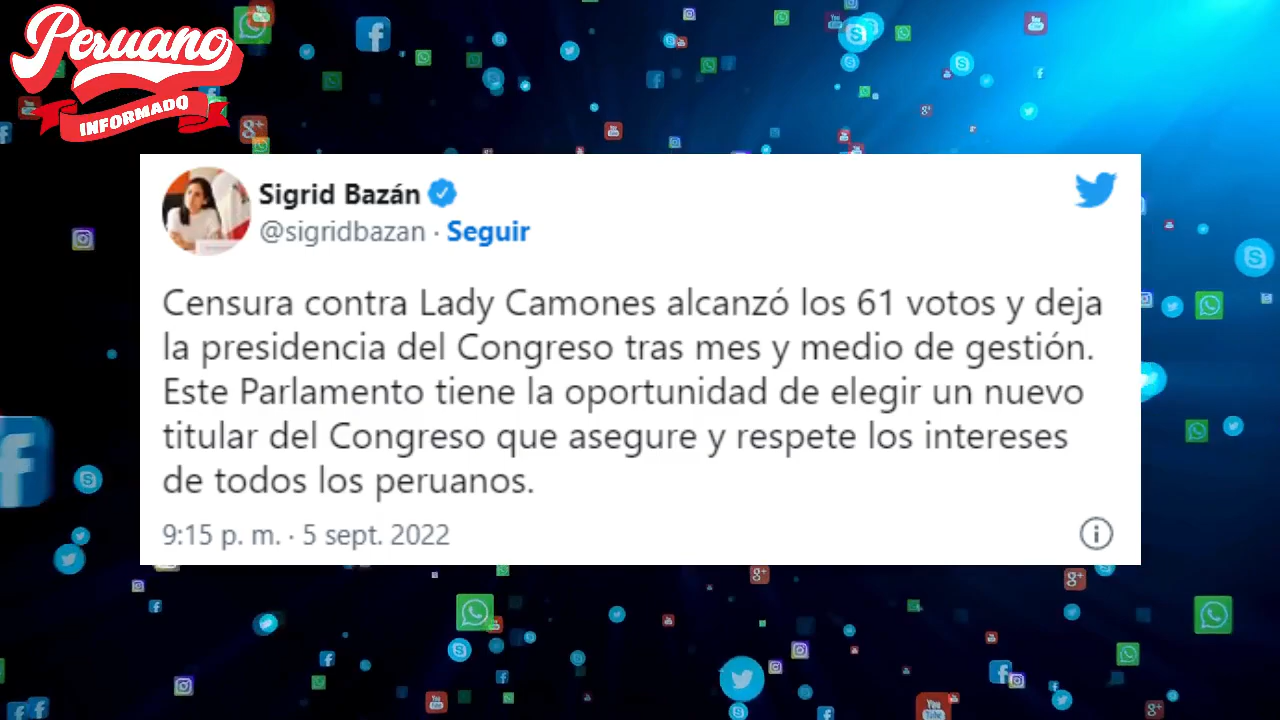 Peruano
INFORMADO
Sigrid Bazán
@sigridbazan · Seguir
Censura contra Lady Camones alcanzó los 61 votos y deja
la presidencia del Congreso tras mes y medio de gestión.
Este Parlamento tiene la oportunidad de elegir un nuevo
titular del Congreso que asegure y respete los intereses
de todos los peruanos.
9:15 p. m. · 5 sept. 2022